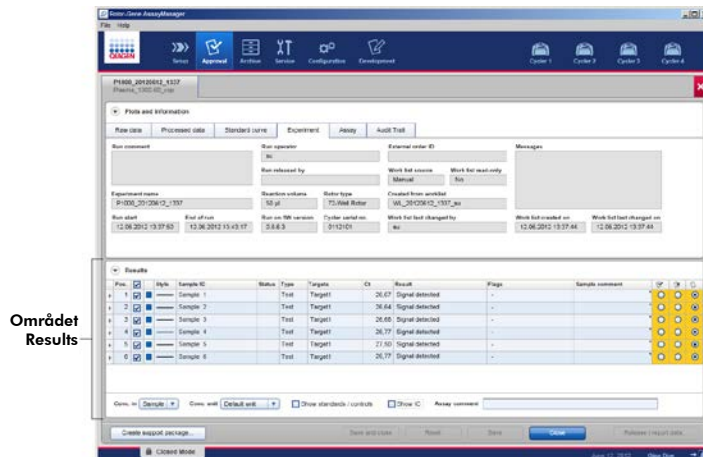 Rotor-Gene AssayManager
File Help
QIAGEN
Setup Approval Archive Service Configuration Development Cycler 1 Cycler 2 Cycler 3 Cycler 4
Plots and information
Raw data Processed data Standard curve Experiment Assay Audit Trail
Run comment Run operator External order ID Messages
Run released by Work list source Work list read-only
Manual No
Experiment name Reaction volume Rotor type Created from worklist
50 µl 72-Well Rotor
Run start End of run Run on SW version Cycler serial no. Work list last changed by Work list created on Work list last changed on
12.06.2012 13:37:44 12.06.2012 13:37:44
Området
Results
Results
Pos. Style Sample ID Status Type Targets Ct Result Flags Sample comment
1 Sample 1 Test Target1 26,67 Signal detected -
2 Sample 2 Test Target1 26,64 Signal detected -
3 Sample 3 Test Target1 26,68 Signal detected -
4 Sample 4 Test Target1 26,77 Signal detected -
5 Sample 5 Test Target1 27,50 Signal detected -
6 Sample 6 Test Target1 26,77 Signal detected -
Conc. in Sample Conc. unit Default unit Show standards / controls Show IC Assay comment
Create support package... Save and close Reset Save Close Release / report data...
Closed Mode June 12, 2012